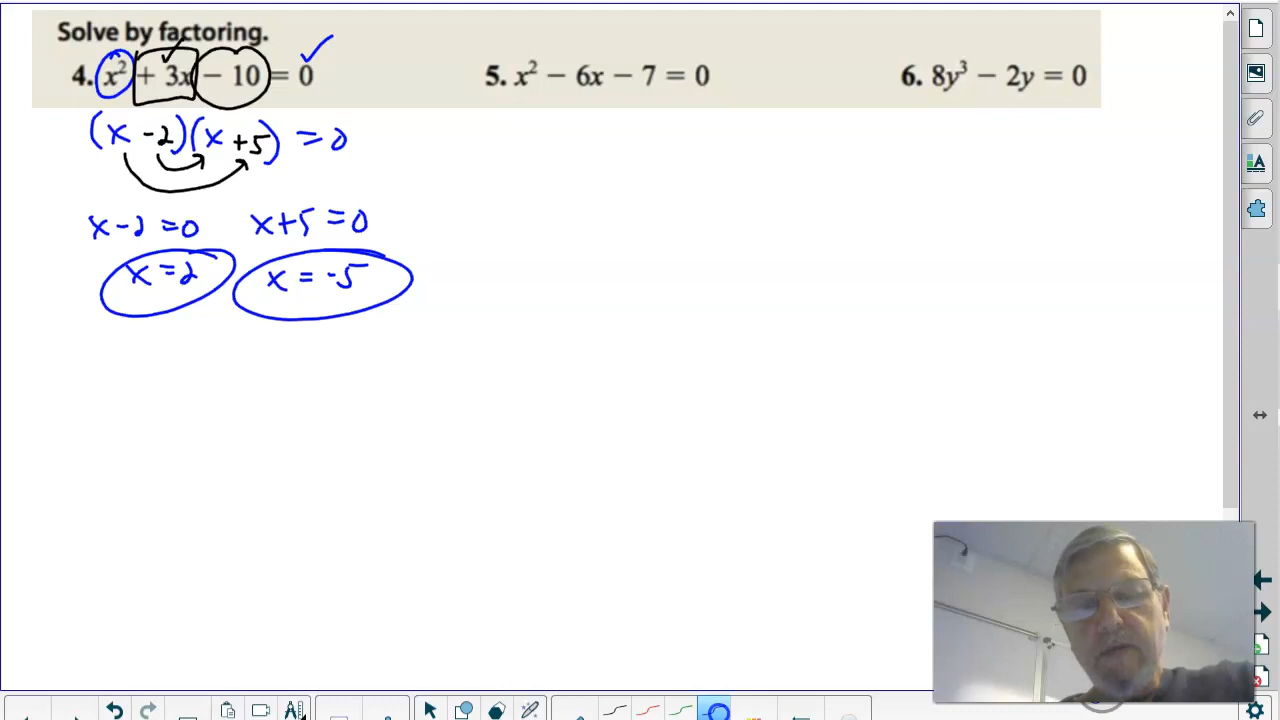 Solve by factoring.
4. x² + 3x − 10 = 0
5. x² − 6x − 7 = 0
6. 8y³ − 2y = 0
(x -2)(x +5) = 0
x-2=0 x+5=0
x=2 x=-5